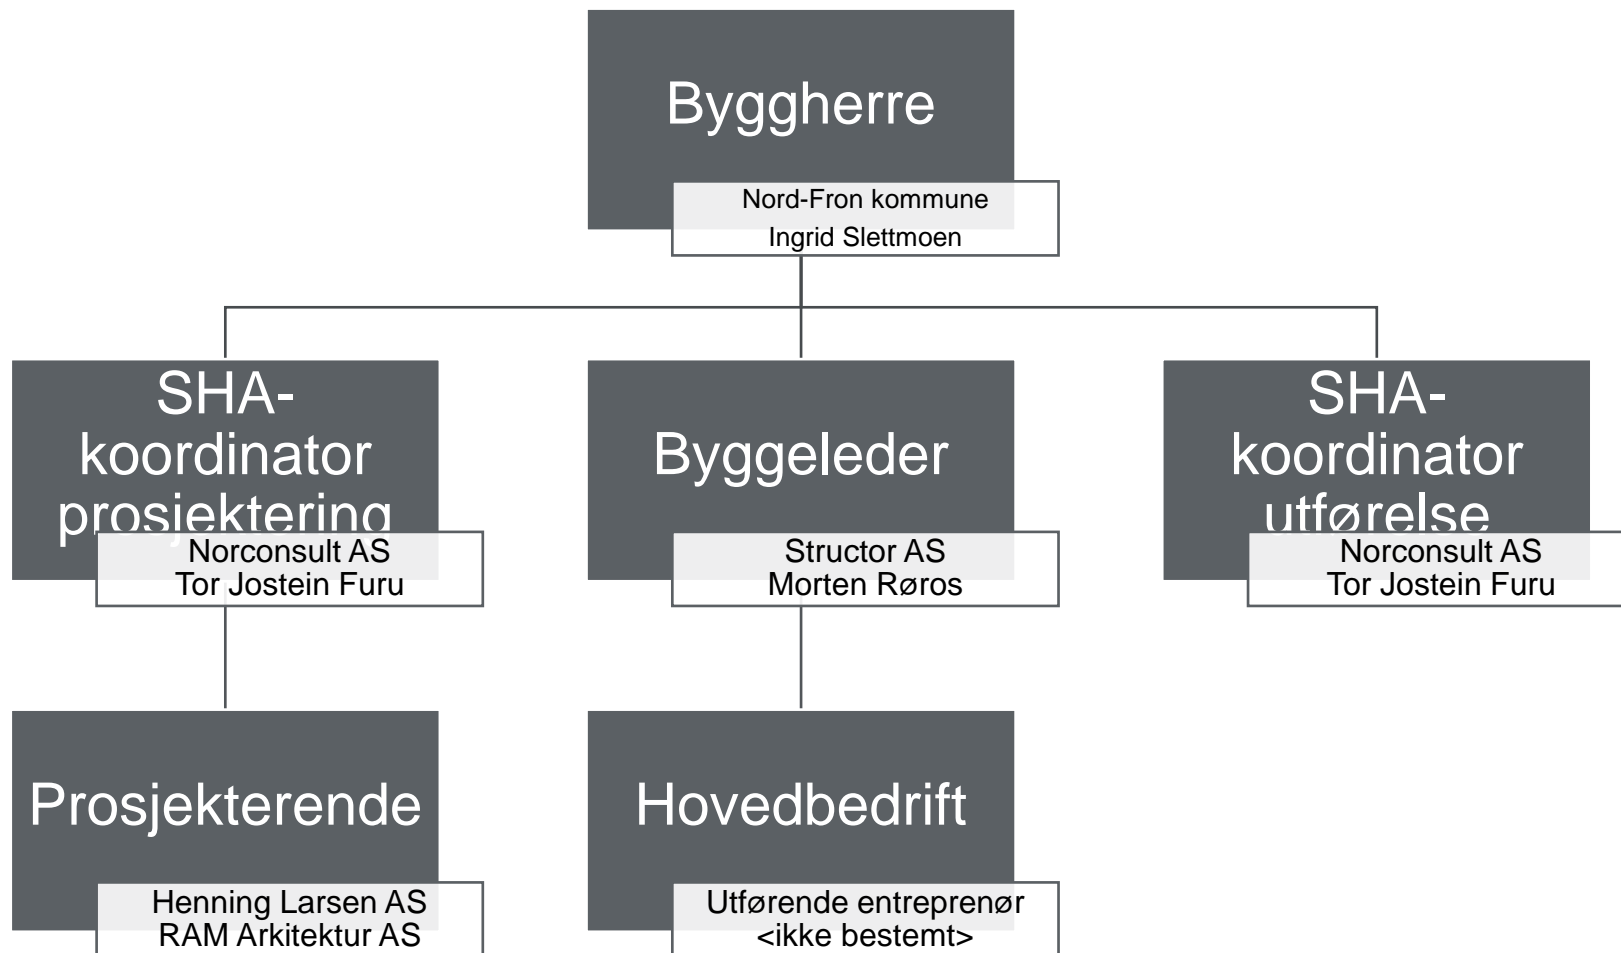 Byggherre
Nord-Fron kommune
Ingrid Slettmoen
SHA-
koordinator
prosjektering
Norconsult AS
Tor Jostein Furu
Byggeleder
Structor AS
Morten Røros
SHA-
koordinator
utførelse
Norconsult AS
Tor Jostein Furu
Prosjekterende
Henning Larsen AS
RAM Arkitektur AS
Hovedbedrift
Utførende entreprenør
<ikke bestemt>